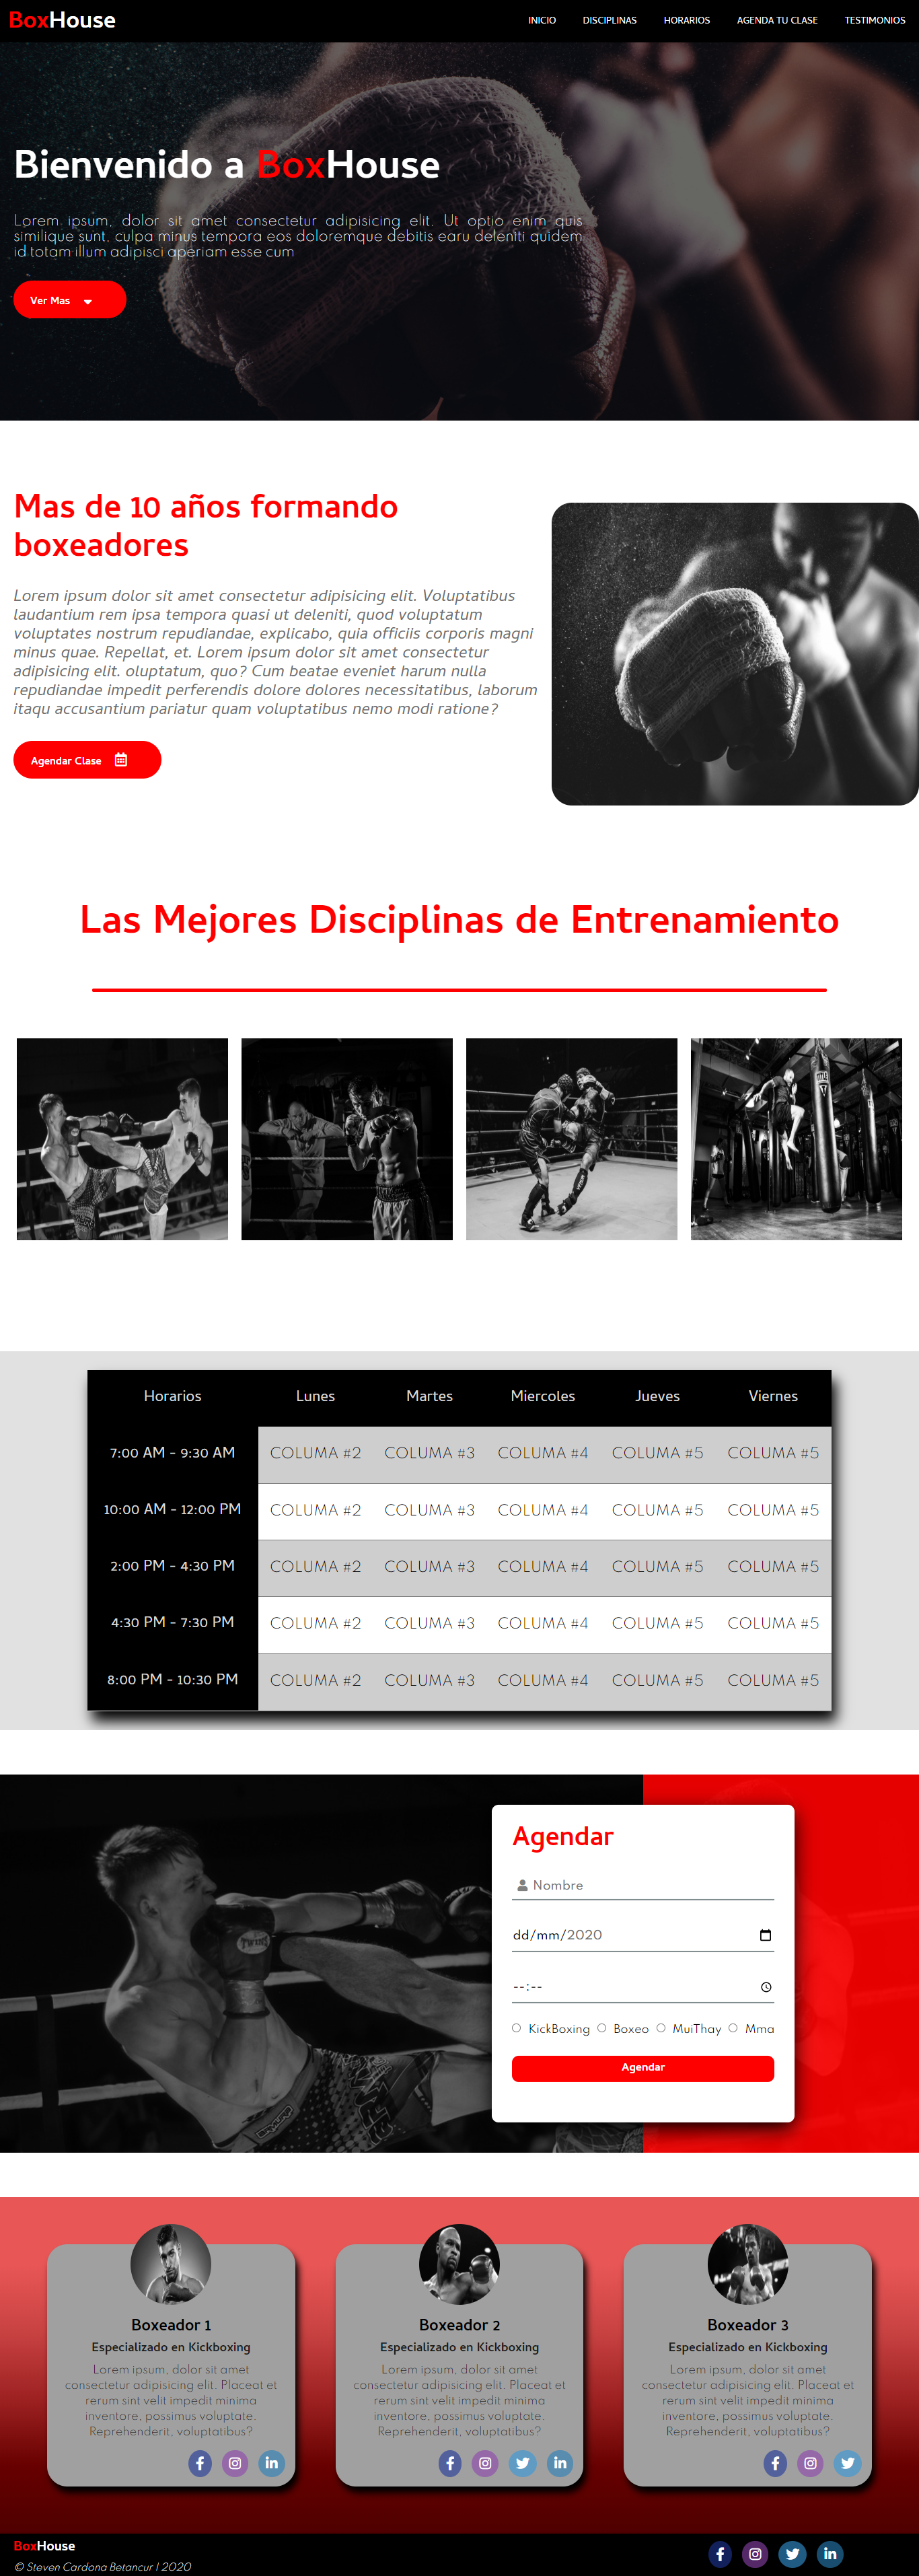 BoxHouse
INICIO DISCIPLINAS HORARIOS AGENDA TU CLASE TESTIMONIOS
Bienvenido a BoxHouse
Lorem ipsum, dolor sit amet consectetur adipisicing elit. Ut optio enim quis
similique sunt, culpa minus tempora eos doloremque debitis earu deleniti quidem
id totam illum adipisci aperiam esse cum
Ver Mas
Mas de 10 años formando
boxeadores
Lorem ipsum dolor sit amet consectetur adipisicing elit. Voluptatibus
laudantium rem ipsa tempora quasi ut deleniti, quod voluptatum
voluptates nostrum repudiandae, explicabo, quia officiis corporis magni
minus quae. Repellat, et. Lorem ipsum dolor sit amet consectetur
adipisicing elit. oluptatum, quo? Cum beatae eveniet harum nulla
repudiandae impedit perferendis dolore dolores necessitatibus, laborum
itaqu accusantium pariatur quam voluptatibus nemo modi ratione?
Agendar Clase
Las Mejores Disciplinas de Entrenamiento
TITLE
Horarios Lunes Martes Miercoles Jueves Viernes
7:00 AM - 9:30 AM COLUMA #2 COLUMA #3 COLUMA #4 COLUMA #5 COLUMA #5
10:00 AM - 12:00 PM COLUMA #2 COLUMA #3 COLUMA #4 COLUMA #5 COLUMA #5
2:00 PM - 4:30 PM COLUMA #2 COLUMA #3 COLUMA #4 COLUMA #5 COLUMA #5
4:30 PM - 7:30 PM COLUMA #2 COLUMA #3 COLUMA #4 COLUMA #5 COLUMA #5
8:00 PM - 10:30 PM COLUMA #2 COLUMA #3 COLUMA #4 COLUMA #5 COLUMA #5
Agendar
Nombre
dd/mm/2020
--:--
KickBoxing Boxeo MuiThay Mma
Agendar
Boxeador 1
Especializado en Kickboxing
Lorem ipsum, dolor sit amet
consectetur adipisicing elit. Placeat et
rerum sint velit impedit minima
inventore, possimus voluptate.
Reprehenderit, voluptatibus?
Boxeador 2
Especializado en Kickboxing
Lorem ipsum, dolor sit amet
consectetur adipisicing elit. Placeat et
rerum sint velit impedit minima
inventore, possimus voluptate.
Reprehenderit, voluptatibus?
Boxeador 3
Especializado en Kickboxing
Lorem ipsum, dolor sit amet
consectetur adipisicing elit. Placeat et
rerum sint velit impedit minima
inventore, possimus voluptate.
Reprehenderit, voluptatibus?
BoxHouse
© Steven Cardona Betancur | 2020